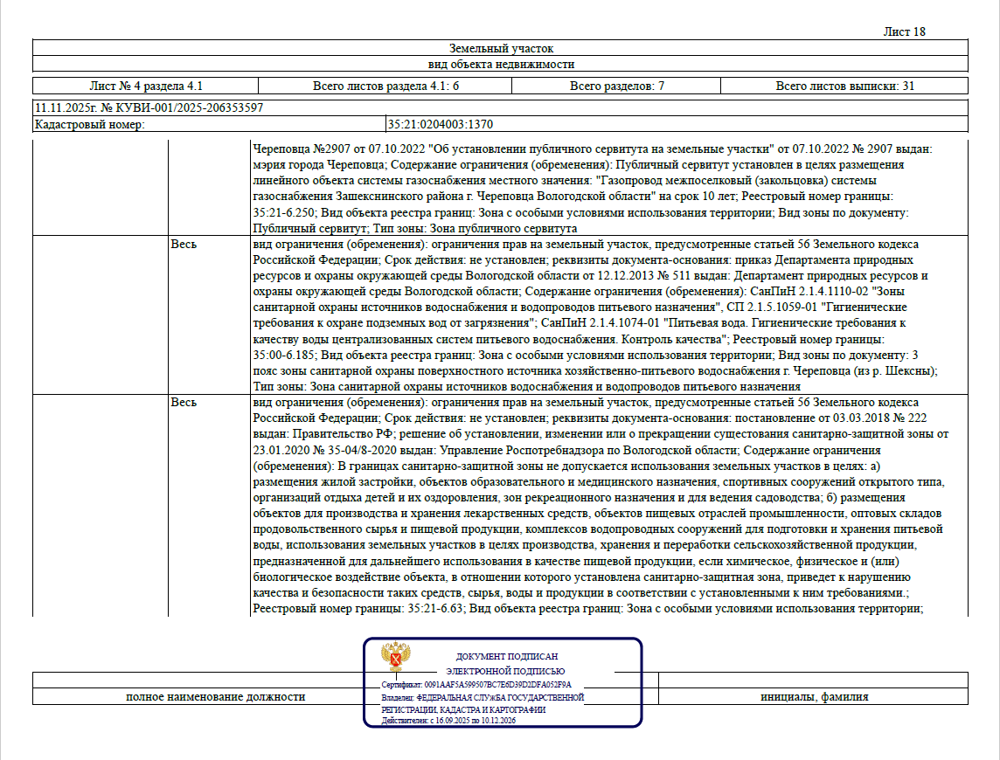 Лист 18
Земельный участок
вид объекта недвижимости
Лист № 4 раздела 4.1
Всего листов раздела 4.1: 6
Всего разделов: 7
Всего листов выписки: 31
11.11.2025г. № КУВИ-001/2025-206353597
Кадастровый номер:
35:21:0204003:1370
Череповца №2907 от 07.10.2022 "Об установлении публичного сервитута на земельные участки" от 07.10.2022 № 2907 выдан:
мэрия города Череповца; Содержание ограничения (обременения): Публичный сервитут установлен в целях размещения
линейного объекта системы газоснабжения местного значения: "Газопровод межпоселковый (закольцовка) системы
газоснабжения Зашекснинского района г. Череповца Вологодской области" на срок 10 лет; Реестровый номер границы:
35:21-6.250; Вид объекта реестра границ: Зона с особыми условиями использования территории; Вид зоны по документу:
Публичный сервитут; Тип зоны: Зона публичного сервитута
Весь
вид ограничения (обременения): ограничения прав на земельный участок, предусмотренные статьей 56 Земельного кодекса
Российской Федерации; Срок действия: не установлен; реквизиты документа-основания: приказ Департамента природных
ресурсов и охраны окружающей среды Вологодской области от 12.12.2013 № 511 выдан: Департамент природных ресурсов и
охраны окружающей среды Вологодской области; Содержание ограничения (обременения): СанПиН 2.1.4.1110-02 "Зоны
санитарной охраны источников водоснабжения и водопроводов питьевого назначения", СП 2.1.5.1059-01 "Гигиенические
требования к охране подземных вод от загрязнения"; СанПиН 2.1.4.1074-01 "Питьевая вода. Гигиенические требования к
качеству воды централизованных систем питьевого водоснабжения. Контроль качества"; Реестровый номер границы:
35:00-6.185; Вид объекта реестра границ: Зона с особыми условиями использования территории; Вид зоны по документу: 3
пояс зоны санитарной охраны поверхностного источника хозяйственно-питьевого водоснабжения г. Череповца (из р. Шексны);
Тип зоны: Зона санитарной охраны источников водоснабжения и водопроводов питьевого назначения
Весь
вид ограничения (обременения): ограничения прав на земельный участок, предусмотренные статьей 56 Земельного кодекса
Российской Федерации; Срок действия: не установлен; реквизиты документа-основания: постановление от 03.03.2018 № 222
выдан: Правительство РФ; решение об установлении, изменении или о прекращении существования санитарно-защитной зоны от
23.01.2020 № 35-04/8-2020 выдан: Управление Роспотребнадзора по Вологодской области; Содержание ограничения
(обременения): В границах санитарно-защитной зоны не допускается использования земельных участков в целях: а)
размещения жилой застройки, объектов образовательного и медицинского назначения, спортивных сооружений открытого типа,
организаций отдыха детей и их оздоровления, зон рекреационного назначения и для ведения садоводства; б) размещения
объектов для производства и хранения лекарственных средств, объектов пищевых отраслей промышленности, оптовых складов
продовольственного сырья и пищевой продукции, комплексов водопроводных сооружений для подготовки и хранения питьевой
воды, использования земельных участков в целях производства, хранения и переработки сельскохозяйственной продукции,
предназначенной для дальнейшего использования в качестве пищевой продукции, если химическое, физическое и (или)
биологическое воздействие объекта, в отношении которого установлена санитарно-защитная зона, приведет к нарушению
качества и безопасности таких средств, сырья, воды и продукции в соответствии с установленными к ним требованиями.;
Реестровый номер границы: 35:21-6.63; Вид объекта реестра границ: Зона с особыми условиями использования территории;
ДОКУМЕНТ ПОДПИСАН
ЭЛЕКТРОННОЙ ПОДПИСЬЮ
Сертификат: 0091AAF5A599507BC7E6D39D2DFA052F9A
Владелец: ФЕДЕРАЛЬНАЯ СЛУЖБА ГОСУДАРСТВЕННОЙ
РЕГИСТРАЦИИ, КАДАСТРА И КАРТОГРАФИИ
Действителен: с 16.09.2025 по 10.12.2026
полное наименование должности
инициалы, фамилия